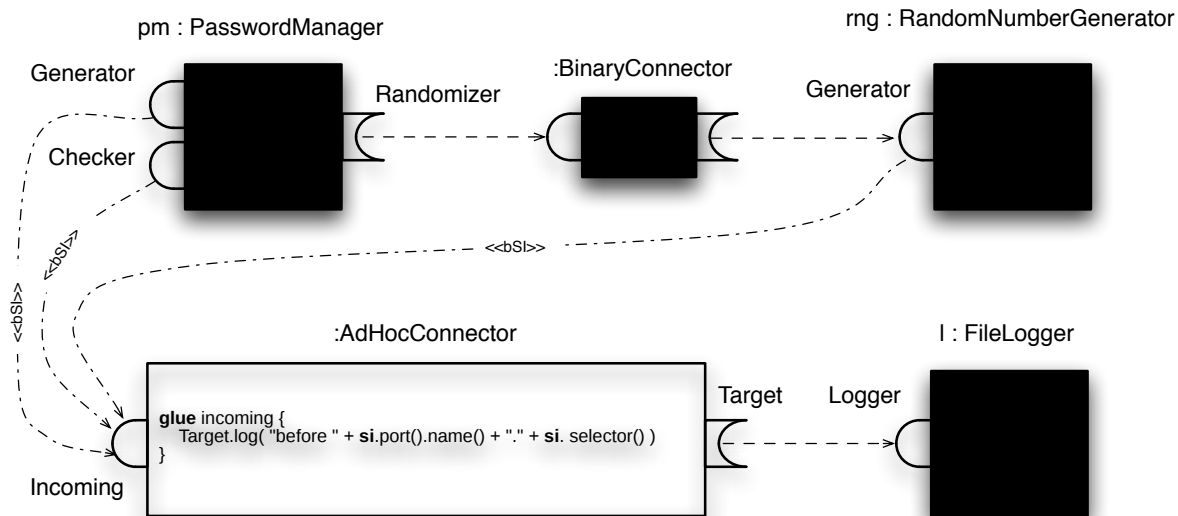 rng : RandomNumberGenerator
pm : PasswordManager
Generator
:BinaryConnector
Randomizer
Generator
Checker
<<bSI>>
<<bSI>>
<<bSI>>
:AdHocConnector
l : FileLogger
Target
Logger
glue incoming {
Target.log( "before " + si.port().name() + "." + si. selector() )
}
Incoming